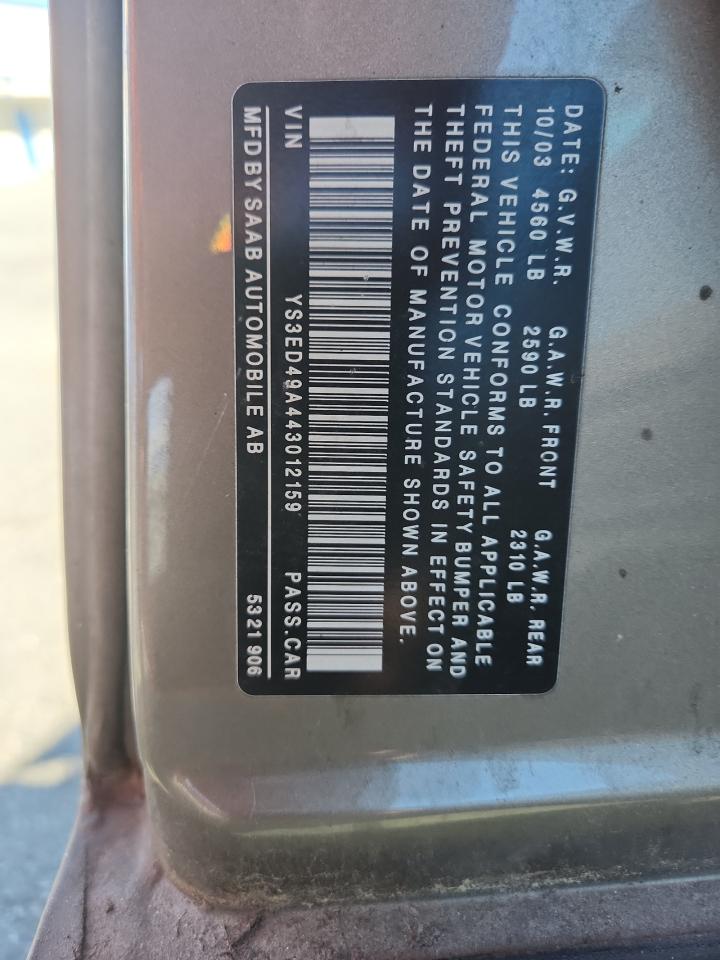 DATE: G.V.W.R. G.A.W.R. FRONT G.A.W.R. REAR
10/03 4560 LB 2590 LB 2310 LB
THIS VEHICLE CONFORMS TO ALL APPLICABLE
FEDERAL MOTOR VEHICLE SAFETY BUMPER AND
THEFT PREVENTION STANDARDS IN EFFECT ON
THE DATE OF MANUFACTURE SHOWN ABOVE.
VIN YS3ED49A443012159 PASS.CAR
MFD BY SAAB AUTOMOBILE AB 5321 906